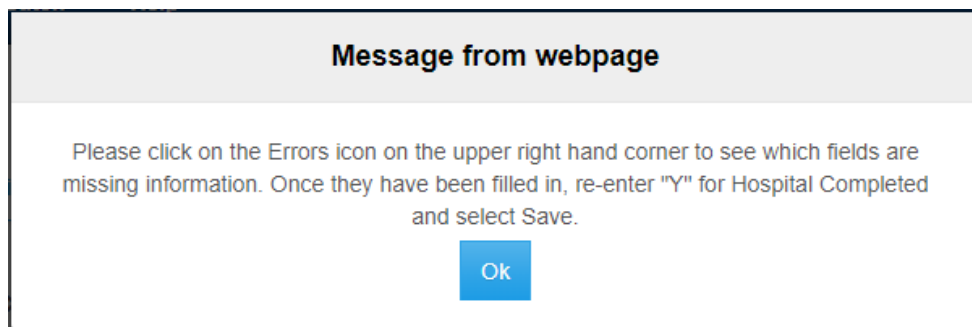 Message from webpage
Please click on the Errors icon on the upper right hand corner to see which fields are
missing information. Once they have been filled in, re-enter "Y" for Hospital Completed
and select Save.
Ok